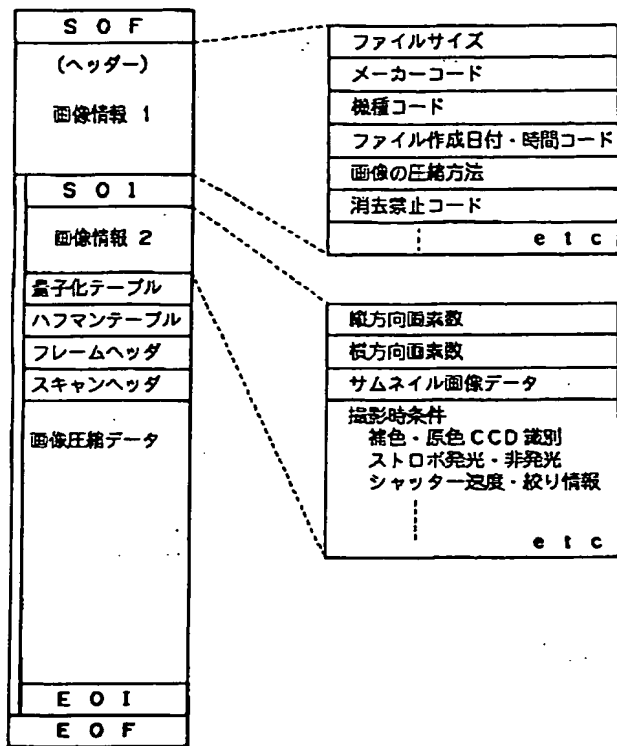 SOF
(ヘッダー)
画像情報 1
SOI
画像情報 2
量子化テーブル
ハフマンテーブル
フレームヘッダ
スキャンヘッダ
画像圧縮データ
EOI
EOF
ファイルサイズ
メーカーコード
機種コード
ファイル作成日付・時間コード
画像の圧縮方法
消去禁止コード
etc
縦方向画素数
横方向画素数
サムネイル画像データ
撮影時条件
補色・原色CCD識別
ストロボ発光・非発光
シャッター速度・絞り情報
etc